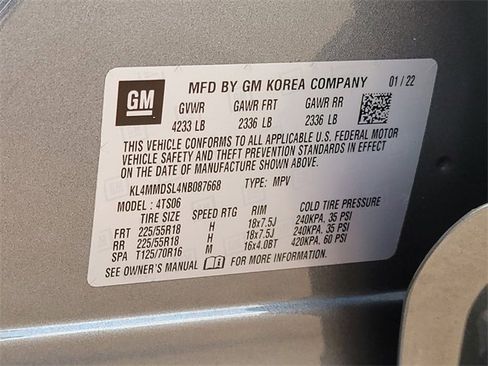 GM
MFD BY GM KOREA COMPANY 01/22
GVWR GAWR FRT GAWR RR
4233 LB 2336 LB 2336 LB
THIS VEHICLE CONFORMS TO ALL APPLICABLE U.S. FEDERAL MOTOR
VEHICLE SAFETY AND THEFT PREVENTION STANDARDS IN EFFECT ON
THE DATE OF MANUFACTURE SHOWN ABOVE.
KL4MMDSL4NB087668 TYPE: MPV
MODEL: 4TS06
TIRE SIZE SPEED RTG RIM COLD TIRE PRESSURE
FRT 225/55R18 H 18x7.5J 240KPA, 35 PSI
RR 225/55R18 H 18x7.5J 240KPA, 35 PSI
SPA T125/70R16 M 16x4.0BT 420KPA, 60 PSI
SEE OWNER'S MANUAL FOR MORE INFORMATION.